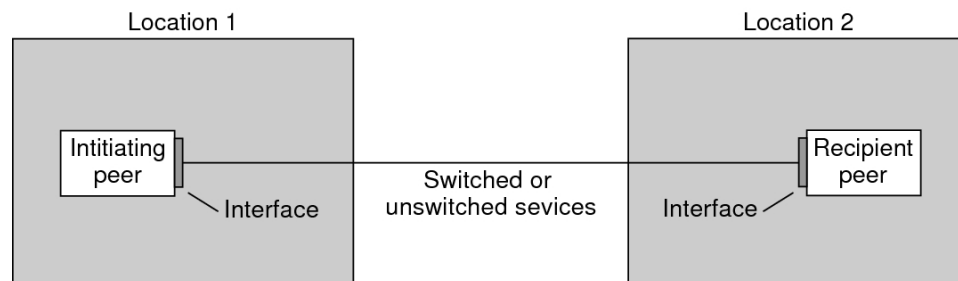 Location 1
Location 2
Intitiating
peer
Interface
Switched or
unswitched sevices
Recipient
peer
Interface